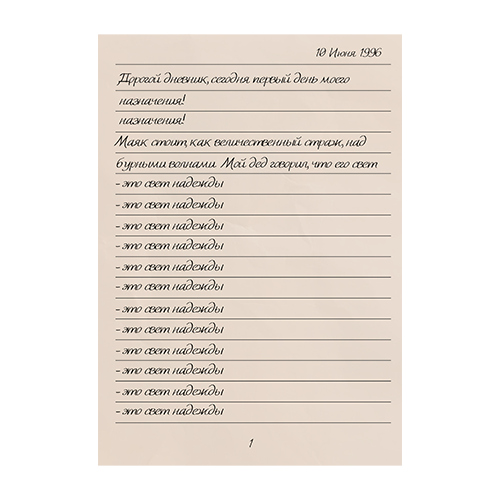 10 Июня 1996
Дорогой дневник, сегодня первый день моего
назначения!
назначения!
Маяк стоит, как величественный страж, над
бурными волнами. Мой дед говорил, что его свет
- это свет надежды
- это свет надежды
- это свет надежды
- это свет надежды
- это свет надежды
- это свет надежды
- это свет надежды
- это свет надежды
- это свет надежды
- это свет надежды
- это свет надежды
- это свет надежды
1